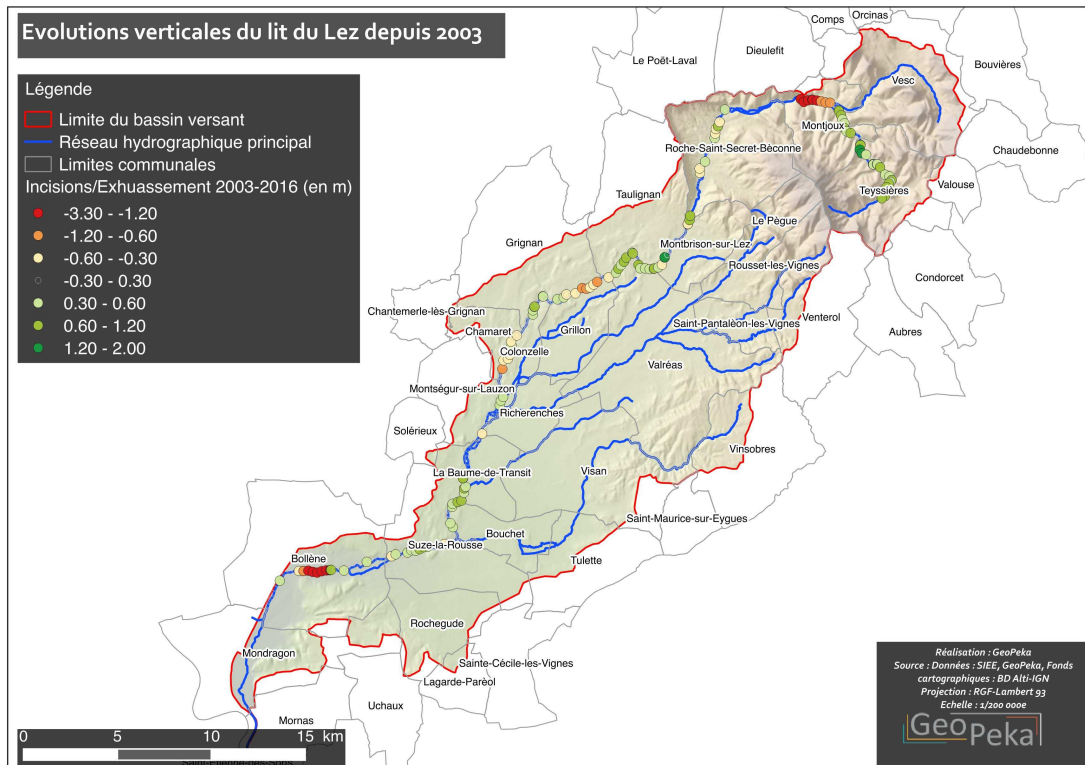 Evolutions verticales du lit du Lez depuis 2003
Légende
Limite du bassin versant
Réseau hydrographique principal
Limites communales
Incisions/Exhuassement 2003-2016 (en m)
-3.30 - -1.20
-1.20 - -0.60
-0.60 - -0.30
-0.30 - 0.30
0.30 - 0.60
0.60 - 1.20
1.20 - 2.00
Orcinas
Comps
Dieulefit
Le Poët-Laval
Bouvières
Vesc
Montjoux
Roche-Saint-Secret-Bèconne
Chaudebonne
Valouse
Teyssières
Taulignan
Le Pègue
Grignan
Montbrison-sur-Lez
Rousset-les-Vignes
Condorcet
Chantemerle-lès-Grignan
Venterol
Saint-Pantalèon-les-Vignes
Chamaret
Grillon
Aubres
Colonzelle
Valréas
Montségur-sur-Lauzon
Richerenches
Solérieux
Vinsobres
La Baume-de-Transit
Visan
Saint-Maurice-sur-Eygues
Bouchet
Suze-la-Rousse
Tulette
Bollène
Rochegude
Mondragon
Sainte-Cécile-les-Vignes
Lagarde-Parèol
Uchaux
Mornas
0 5 10 15 km
Réalisation : GeoPeka
Source : Données : SIEE, GeoPeka, Fonds
cartographiques : BD Alti-IGN
Projection : RGF-Lambert 93
Echelle : 1/200 000e
GeoPeka